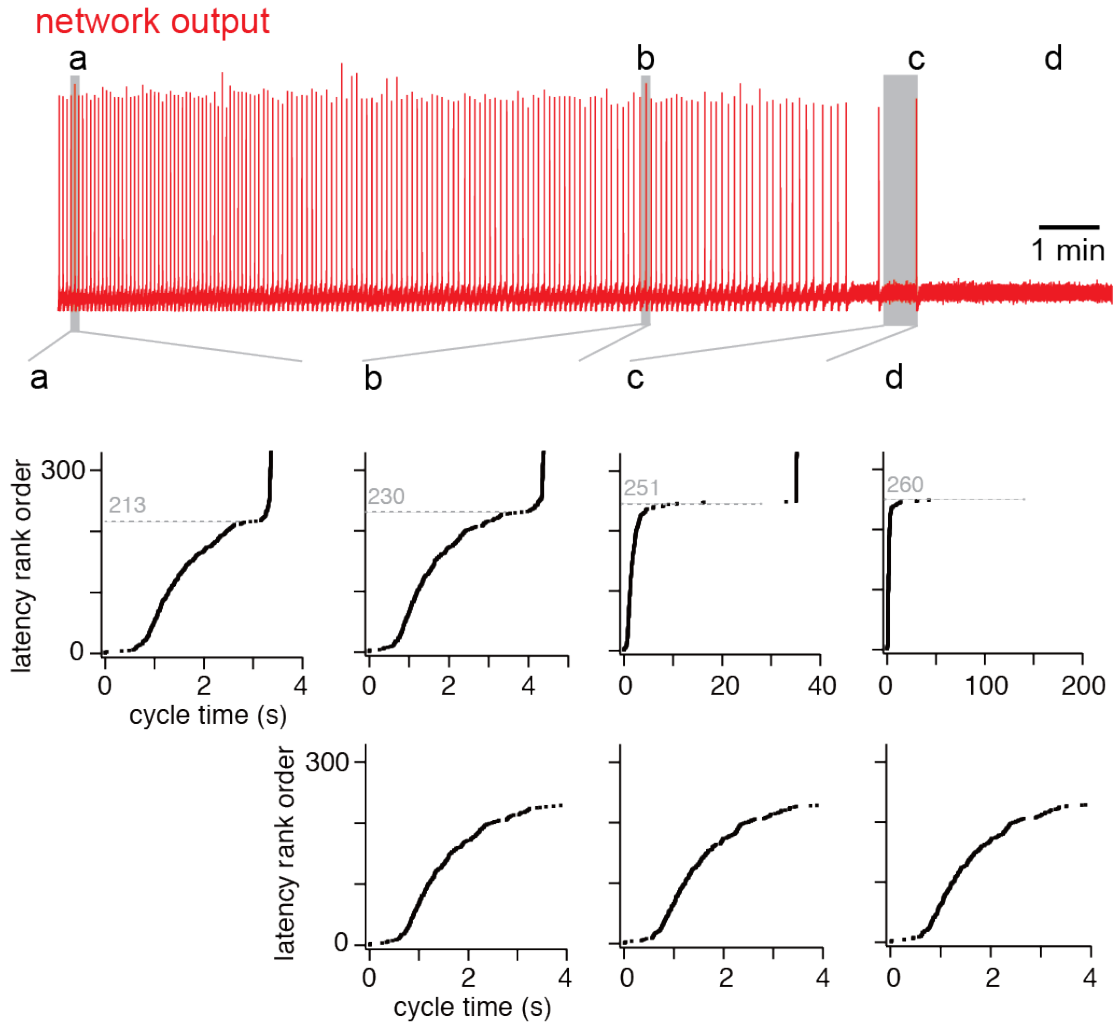 network output
a b c d
1 min
a b c d
latency rank order
300
0
213
230
251
260
0 2 4
0 2 4
0 20 40
0 100 200
cycle time (s)
latency rank order
300
0
0 2 4
0 2 4
0 2 4
cycle time (s)